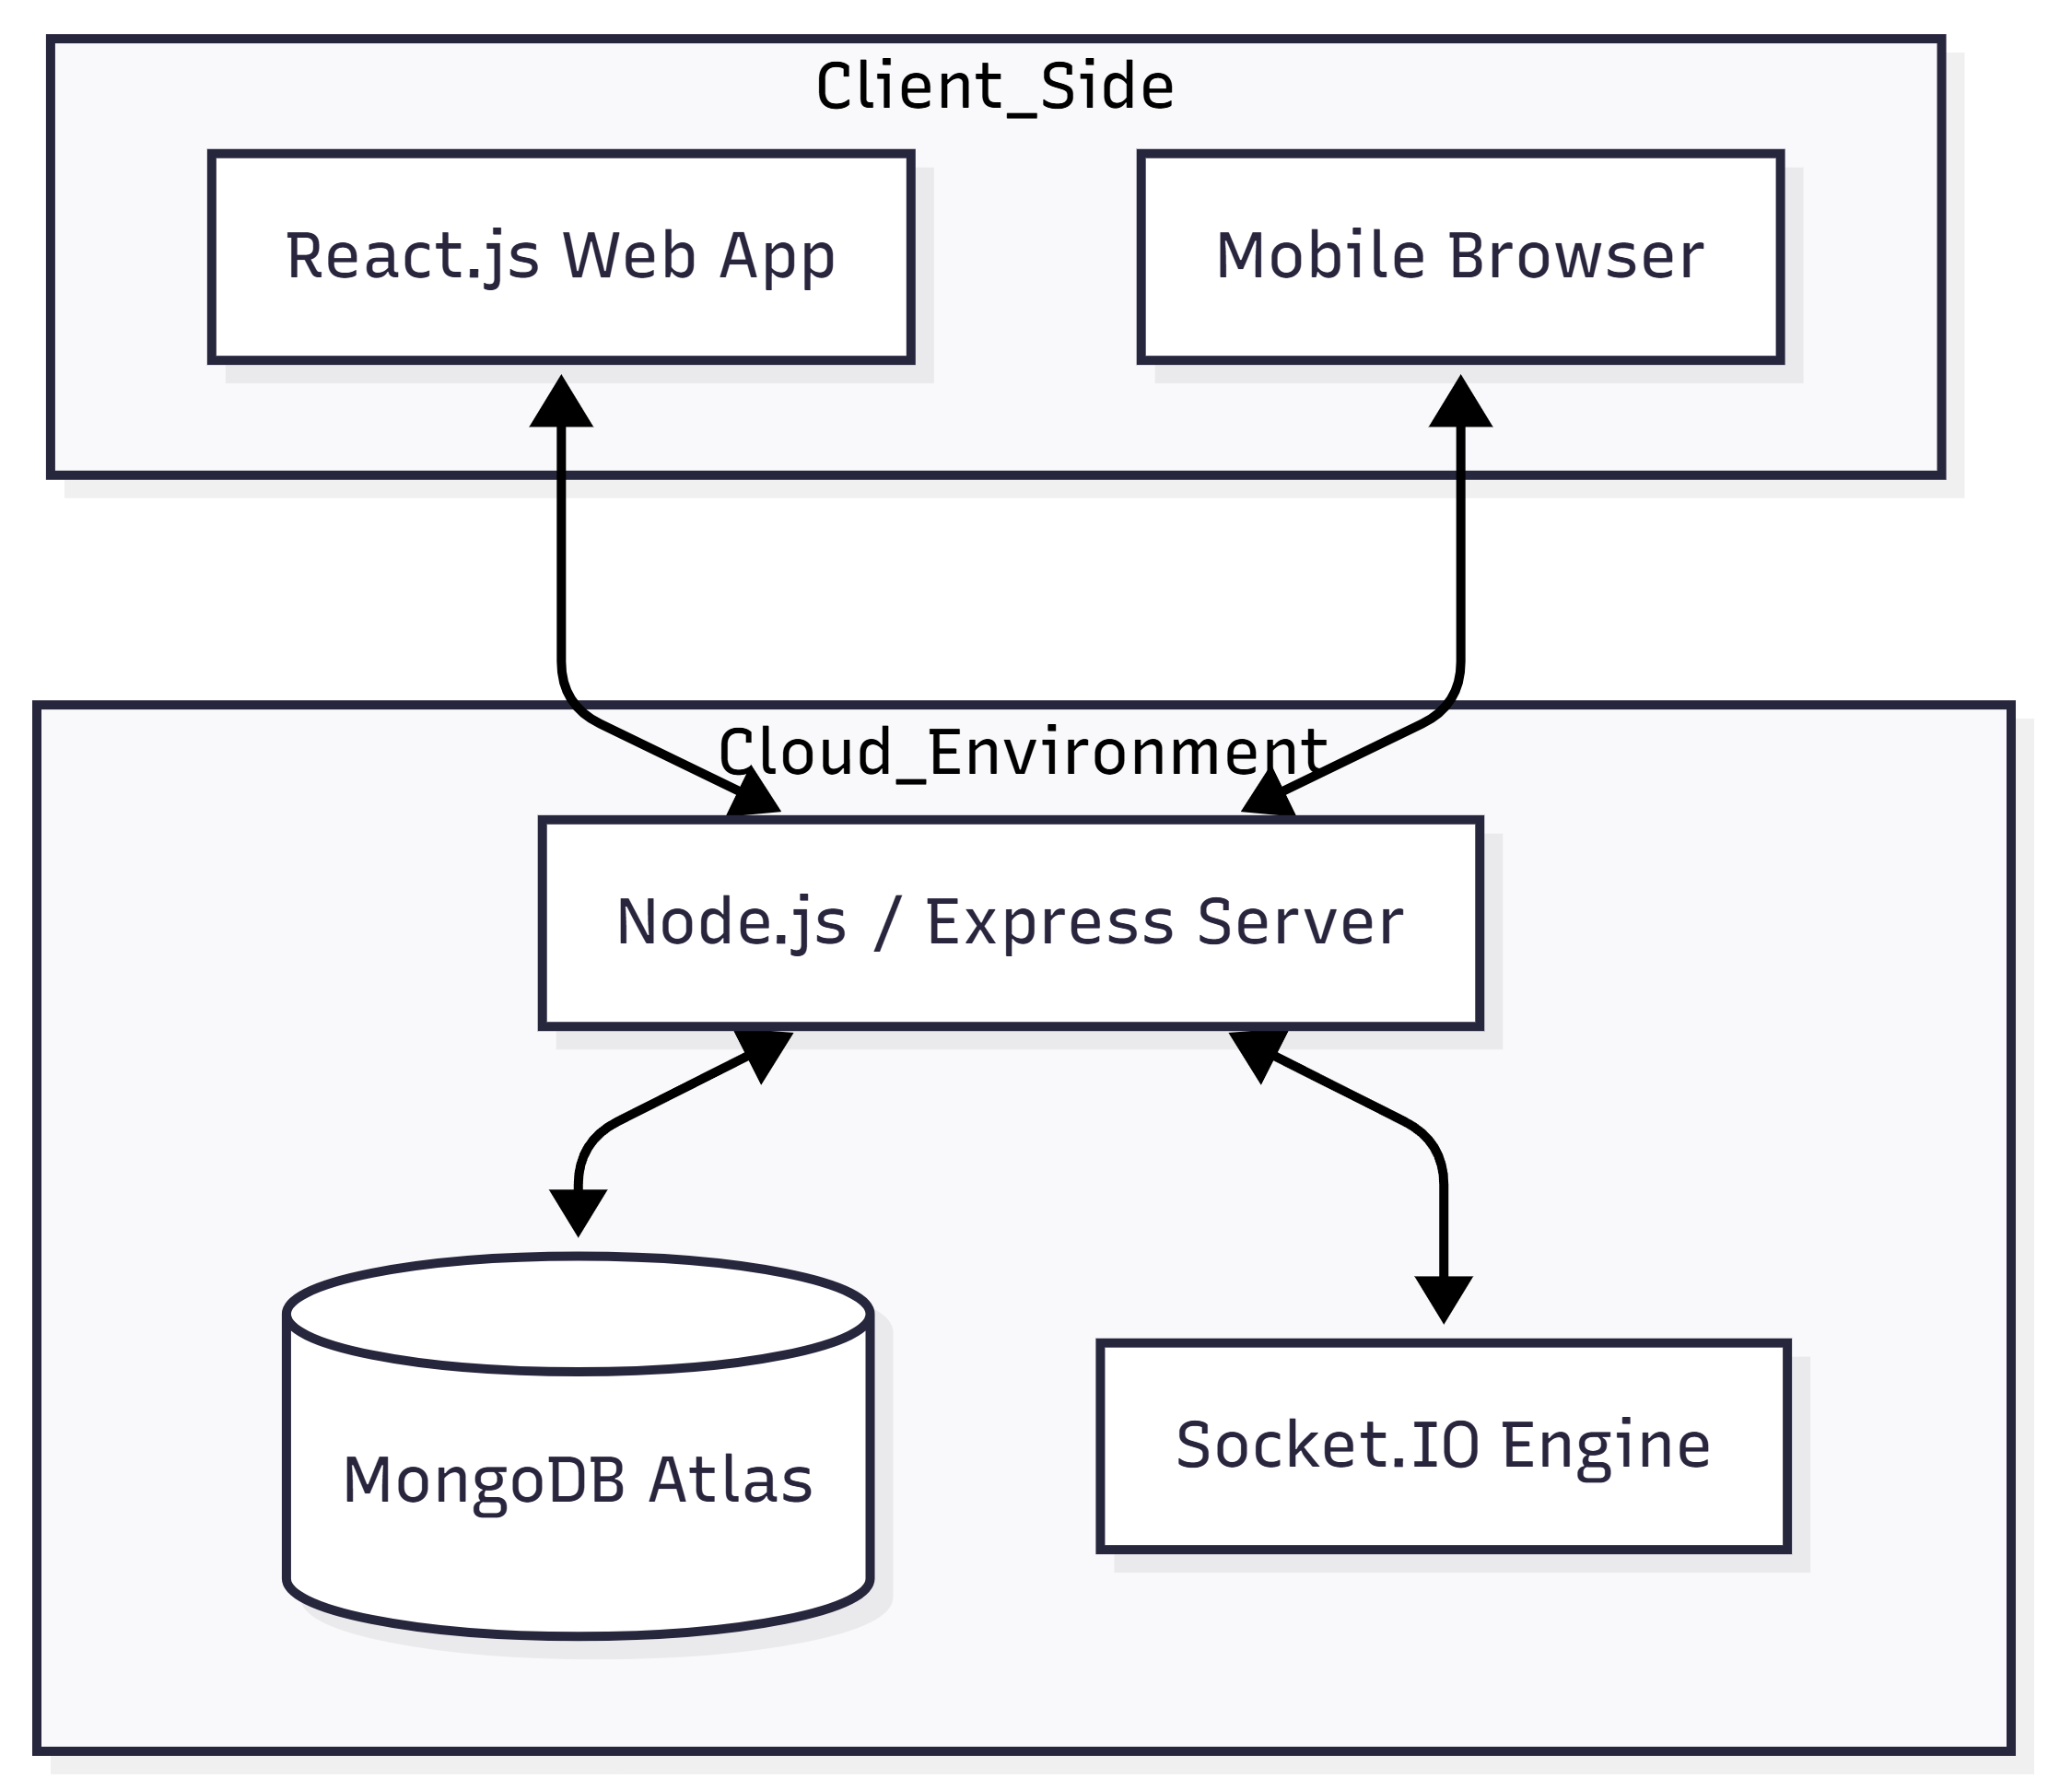 Client_Side
React.js Web App
Mobile Browser
Cloud_Environment
Node.js / Express Server
MongoDB Atlas
Socket.IO Engine